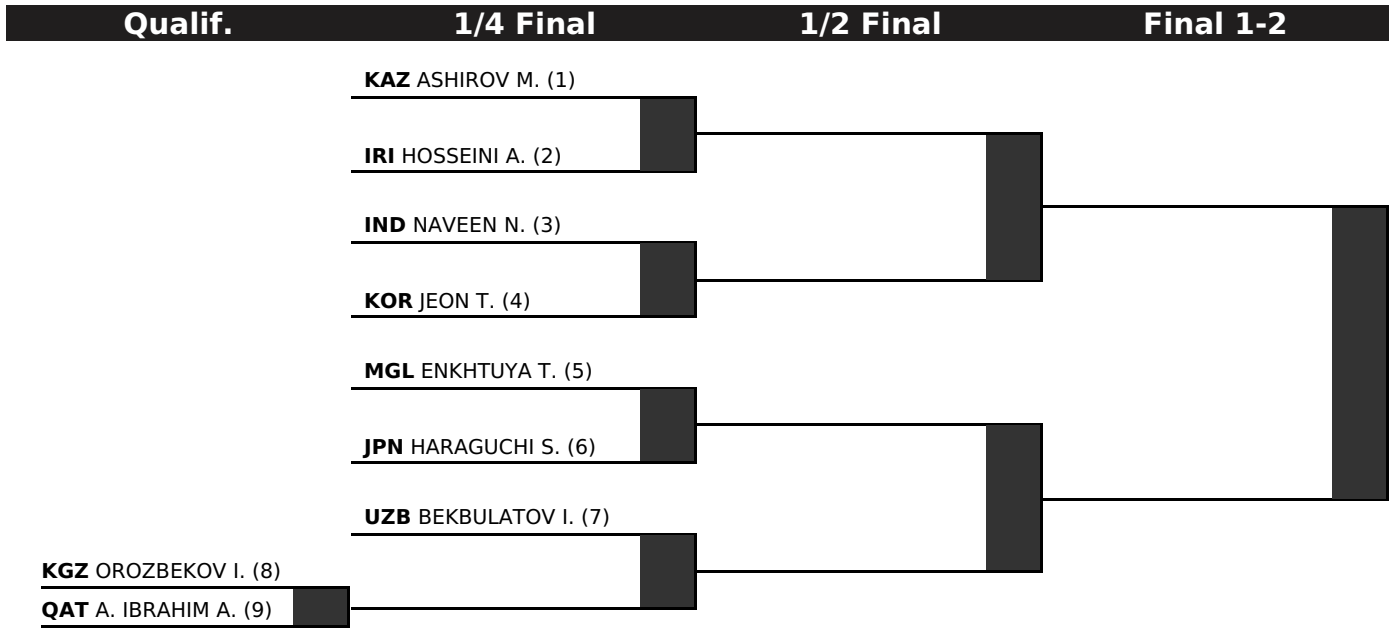 Qualif. 1/4 Final 1/2 Final Final 1-2
KAZ ASHIROV M. (1)
IRI HOSSEINI A. (2)
IND NAVEEN N. (3)
KOR JEON T. (4)
MGL ENKHTUYA T. (5)
JPN HARAGUCHI S. (6)
UZB BEKBULATOV I. (7)
KGZ OROZBEKOV I. (8)
QAT A. IBRAHIM A. (9)